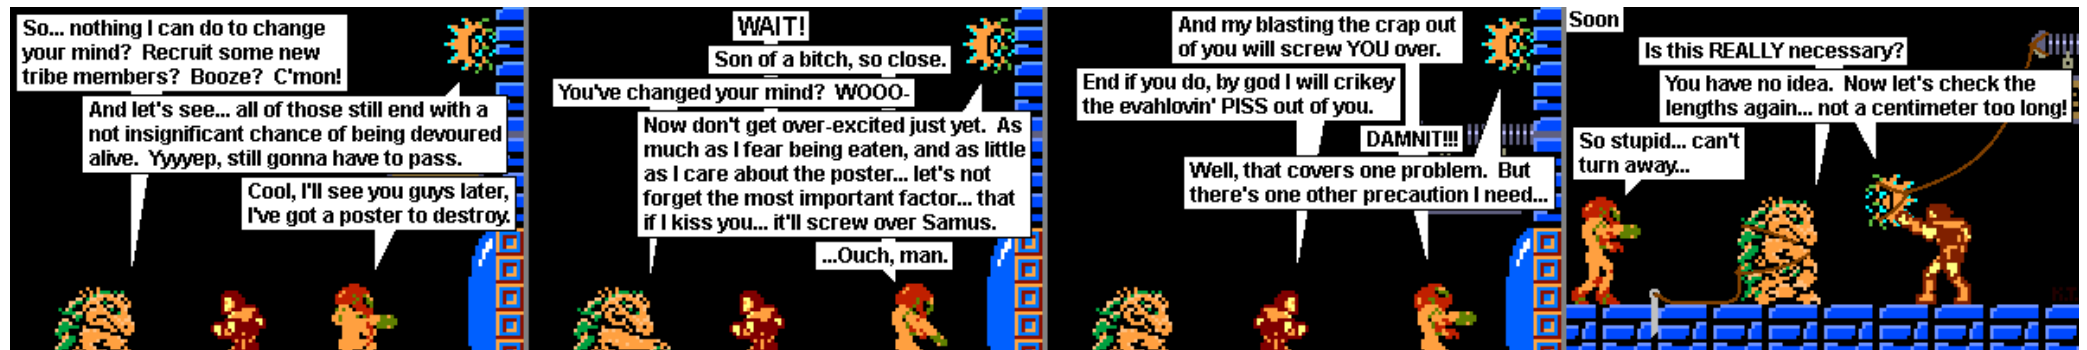 So... nothing I can do to change
your mind?  Recruit some new
tribe members?  Booze?  C'mon!
And let's see... all of those still end with a
not insignificant chance of being devoured
alive.  Yyyyep, still gonna have to pass.
Cool, I'll see you guys later,
I've got a poster to destroy.
WAIT!
Son of a bitch, so close.
You've changed your mind?  WOOO-
Now don't get over-excited just yet.  As
much as I fear being eaten, and as little
as I care about the poster... let's not
forget the most important factor... that
if I kiss you... it'll screw over Samus.
...Ouch, man.
And my blasting the crap out
of you will screw YOU over.
End if you do, by god I will crikey
the evahlovin' PISS out of you.
DAMNIT!!!
Well, that covers one problem.  But
there's one other precaution I need...
Soon
Is this REALLY necessary?
You have no idea.  Now let's check the
lengths again... not a centimeter too long!
So stupid... can't
turn away...